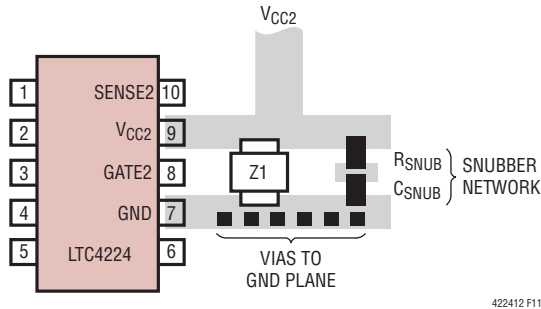 VCC2
1 SENSE2 10
2 VCC2 9
3 GATE2 8
4 GND 7
5 LTC4224 6
Z1
RSNUB
CSNUB
SNUBBER
NETWORK
VIAS TO
GND PLANE
422412 F11